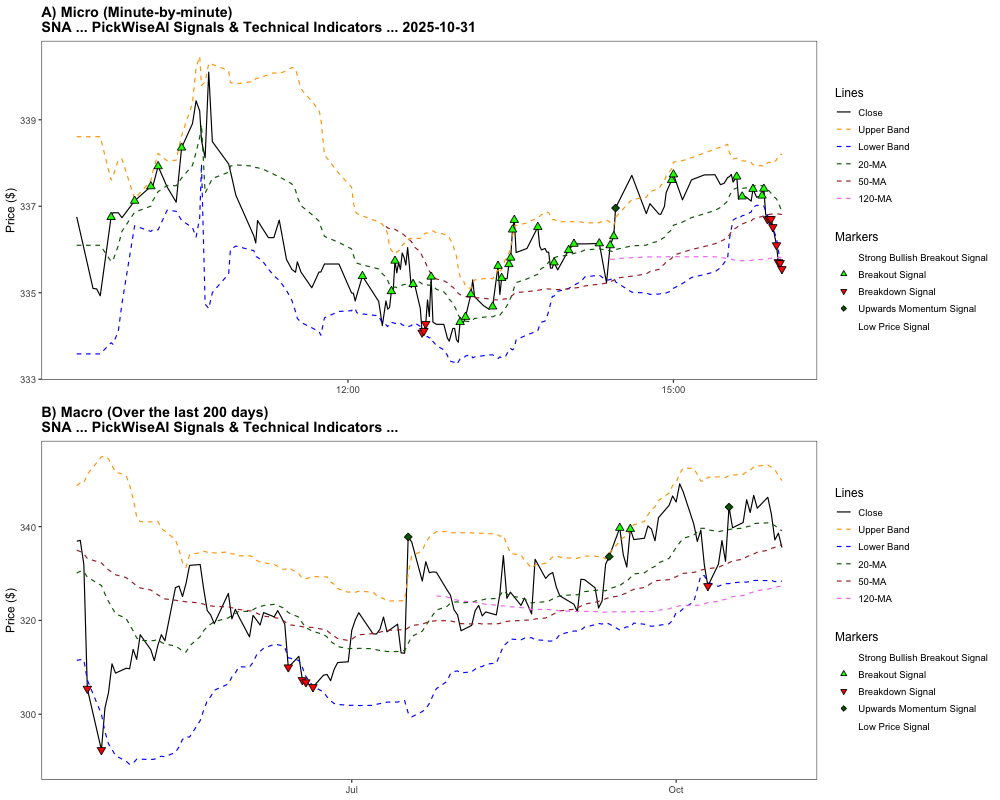 A) Micro (Minute-by-minute)
SNA ... PickWiseAI Signals & Technical Indicators ... 2025-10-31
Price ($)
339
337
335
333
12:00
15:00
Lines
Close
Upper Band
Lower Band
20-MA
50-MA
120-MA
Markers
Strong Bullish Breakout Signal
Breakout Signal
Breakdown Signal
Upwards Momentum Signal
Low Price Signal
B) Macro (Over the last 200 days)
SNA ... PickWiseAI Signals & Technical Indicators ...
Price ($)
340
320
300
Jul
Oct
Lines
Close
Upper Band
Lower Band
20-MA
50-MA
120-MA
Markers
Strong Bullish Breakout Signal
Breakout Signal
Breakdown Signal
Upwards Momentum Signal
Low Price Signal